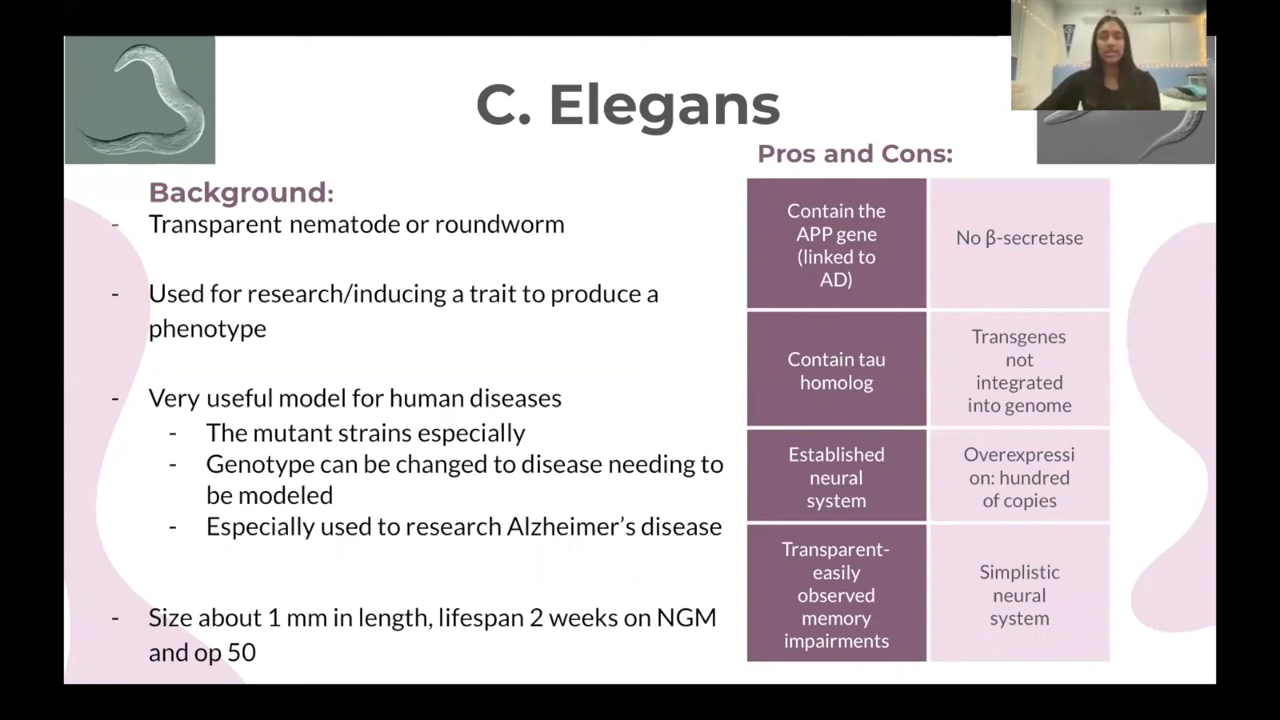 C. Elegans
Background:
- Transparent nematode or roundworm
- Used for research/inducing a trait to produce a
phenotype
- Very useful model for human diseases
- The mutant strains especially
- Genotype can be changed to disease needing to
be modeled
- Especially used to research Alzheimer's disease
- Size about 1 mm in length, lifespan 2 weeks on NGM
and op 50
Pros and Cons:
Contain the
APP gene
(linked to
AD)
No β-secretase
Contain tau
homolog
Transgenes
not
integrated
into genome
Established
neural
system
Overexpressi
on: hundred
of copies
Transparent-
easily
observed
memory
impairments
Simplistic
neural
system